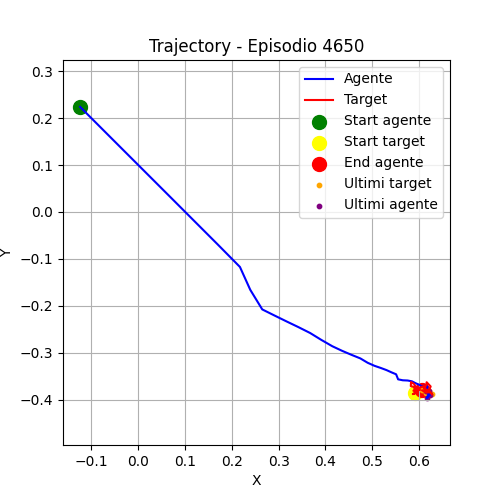 Trajectory - Episodio 4650
Agente
Target
Start agente
Start target
End agente
Ultimi target
Ultimi agente
0.3
0.2
0.1
0.0
−0.1
−0.2
−0.3
−0.4
Y
−0.1
0.0
0.1
0.2
0.3
0.4
0.5
0.6
X